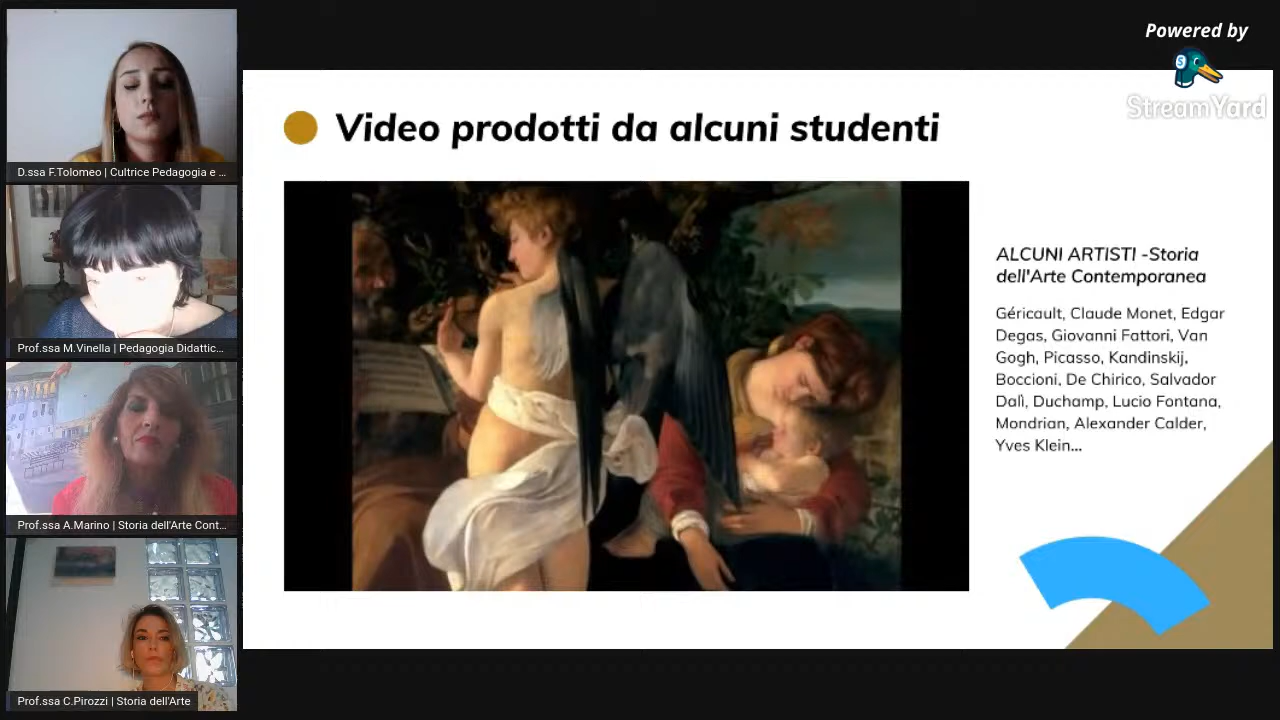 Powered by
StreamYard
Video prodotti da alcuni studenti
ALCUNI ARTISTI -Storia
dell'Arte Contemporanea
Géricault, Claude Monet, Edgar
Degas, Giovanni Fattori, Van
Gogh, Picasso, Kandinskij,
Boccioni, De Chirico, Salvador
Dalì, Duchamp, Lucio Fontana,
Mondrian, Alexander Calder,
Yves Klein...
D.ssa F.Tolomeo | Cultrice Pedagogia e ...
Prof.ssa M.Vinella | Pedagogia Didattic...
Prof.ssa A.Marino | Storia dell'Arte Cont...
Prof.ssa C.Pirozzi | Storia dell'Arte